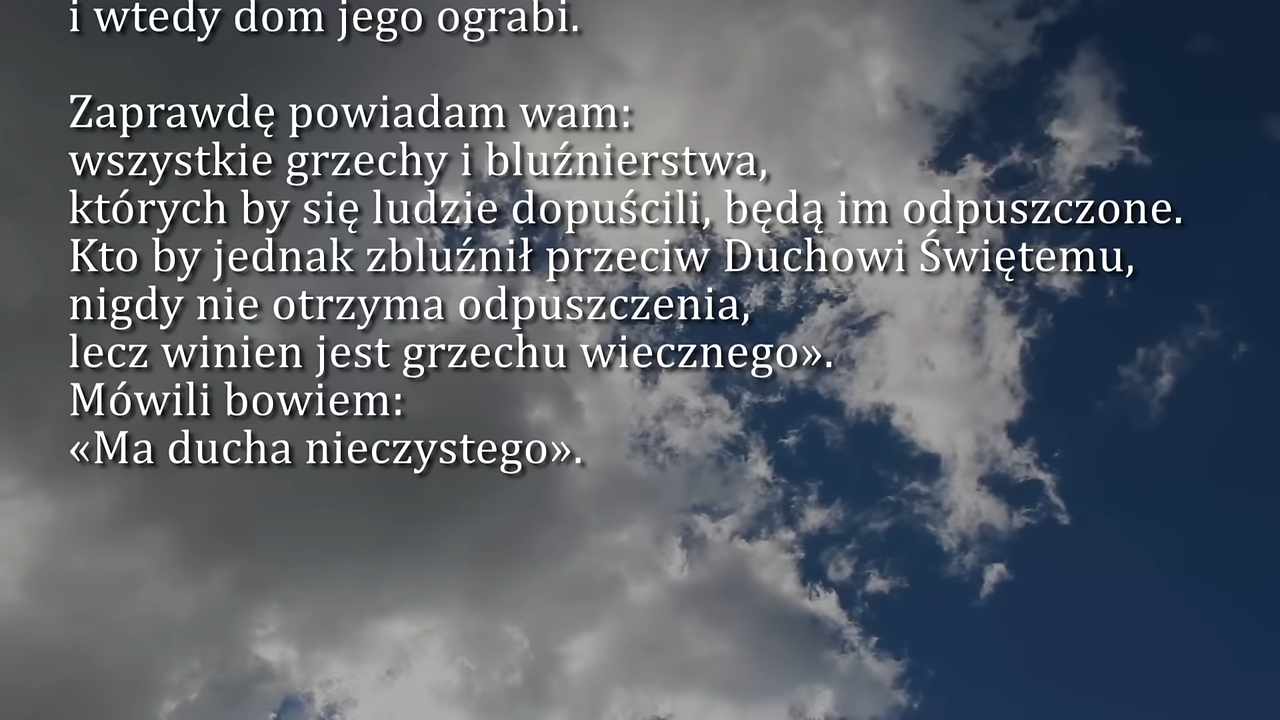 i wtedy dom jego ograbi.
Zaprawdę powiadam wam:
wszystkie grzechy i bluźnierstwa,
których by się ludzie dopuścili, będą im odpuszczone.
Kto by jednak zbluźnił przeciw Duchowi Świętemu,
nigdy nie otrzyma odpuszczenia,
lecz winien jest grzechu wiecznego».
Mówili bowiem:
«Ma ducha nieczystego».